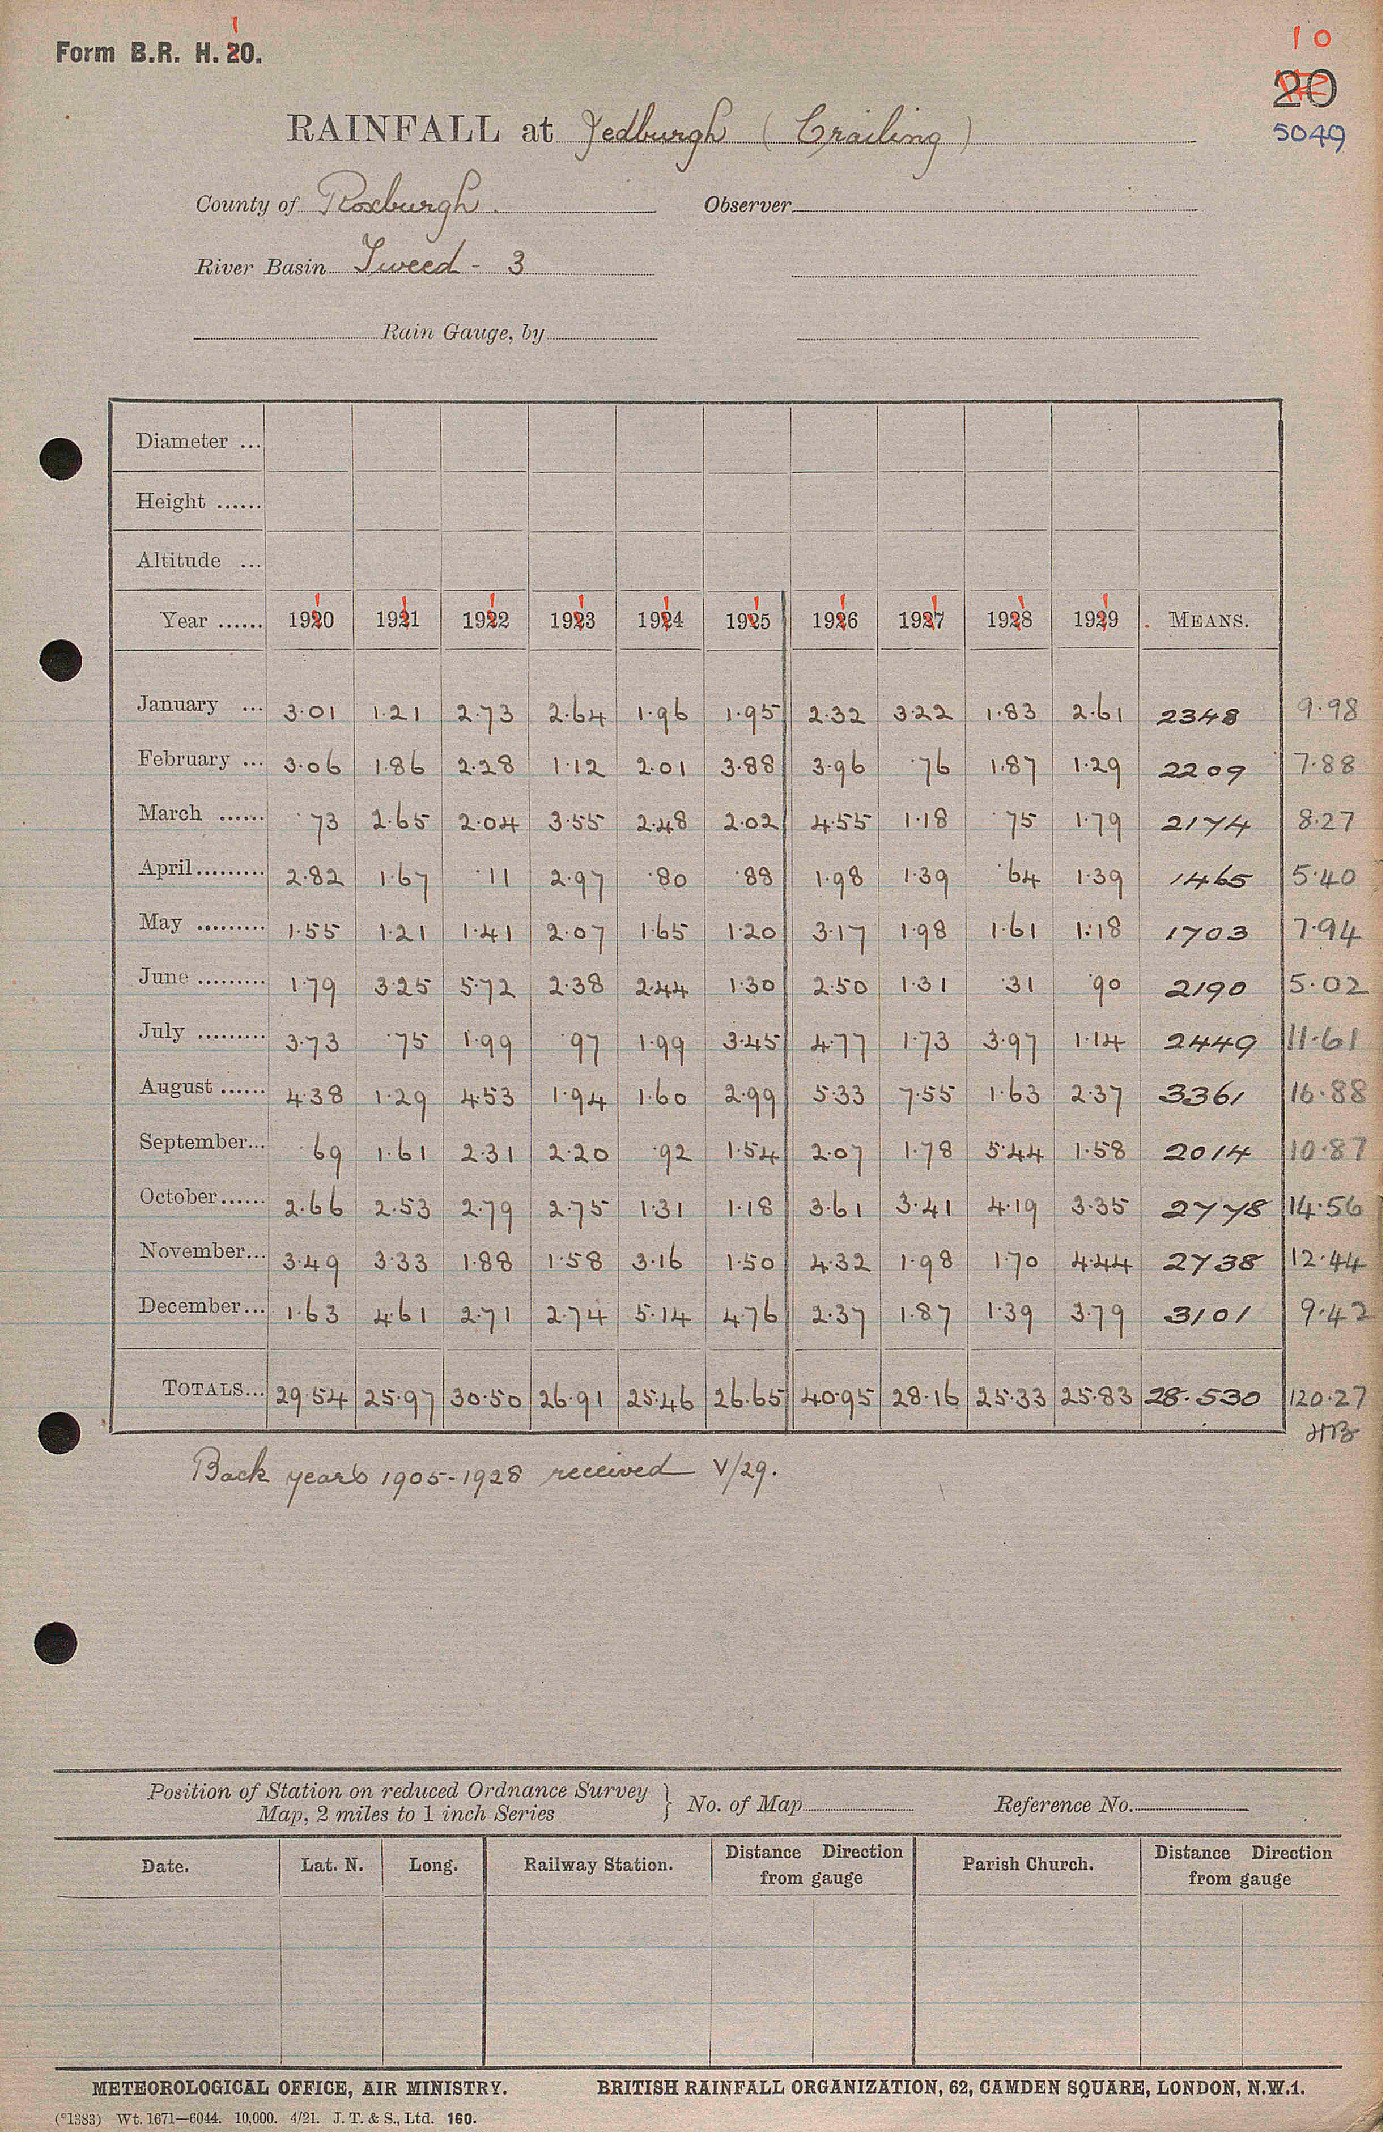 Form B.R. H. 20.
1
1 0
20
5049
RAINFALL at Jedburgh (Crailing)
County of Roxburgh. Observer
River Basin Tweed - 3
Rain Gauge, by
Diameter ...
Height ......
Altitude ...
Year ...... 1920 1921 1922 1923 1924 1925 1926 1927 1928 1929 MEANS.
1 1 1 1 1 1 1 1 1 1
January ... 3.01 1.21 2.73 2.64 1.96 1.95 2.32 3.22 1.83 2.61 2348 9.98
February ... 3.06 1.86 2.28 1.12 2.01 3.88 3.96 .76 1.87 1.29 2209 7.88
March ...... .73 2.65 2.04 3.55 2.48 2.02 4.55 1.18 .75 1.79 2174 8.27
April......... 2.82 1.67 .11 2.97 .80 .88 1.98 1.39 .64 1.39 1465 5.40
May ......... 1.55 1.21 1.41 2.07 1.65 1.20 3.17 1.98 1.61 1.18 1703 7.94
June ......... 1.79 3.25 5.72 2.38 2.44 1.30 2.50 1.31 .31 .90 2190 5.02
July ......... 3.73 .75 1.99 .97 1.99 3.45 4.77 1.73 3.97 1.14 2449 11.61
August ...... 4.38 1.29 4.53 1.94 1.60 2.99 5.33 7.55 1.63 2.37 3361 16.88
September... .69 1.61 2.31 2.20 .92 1.54 2.07 1.78 5.44 1.58 2014 10.87
October...... 2.66 2.53 2.79 2.75 1.31 1.18 3.61 3.41 4.19 3.35 2778 14.56
November... 3.49 3.33 1.88 1.58 3.16 1.50 4.32 1.98 1.70 4.44 2738 12.44
December... 1.63 4.61 2.71 2.74 5.14 4.76 2.37 1.87 1.39 3.79 3101 9.42
TOTALS... 29.54 25.97 30.50 26.91 25.46 26.65 40.95 28.16 25.33 25.83 28.530 120.27
Back years 1905-1928 received V/29.
Position of Station on reduced Ordnance Survey
Map, 2 miles to 1 inch Series } No. of Map Reference No.
Date. Lat. N. Long. Railway Station. Distance Direction from gauge Parish Church. Distance Direction from gauge
METEOROLOGICAL OFFICE, AIR MINISTRY. BRITISH RAINFALL ORGANIZATION, 62, CAMDEN SQUARE, LONDON, N.W.1.
(*1383) Wt. 1671—6044. 10,000. 4/21. J. T. & S., Ltd. 160.